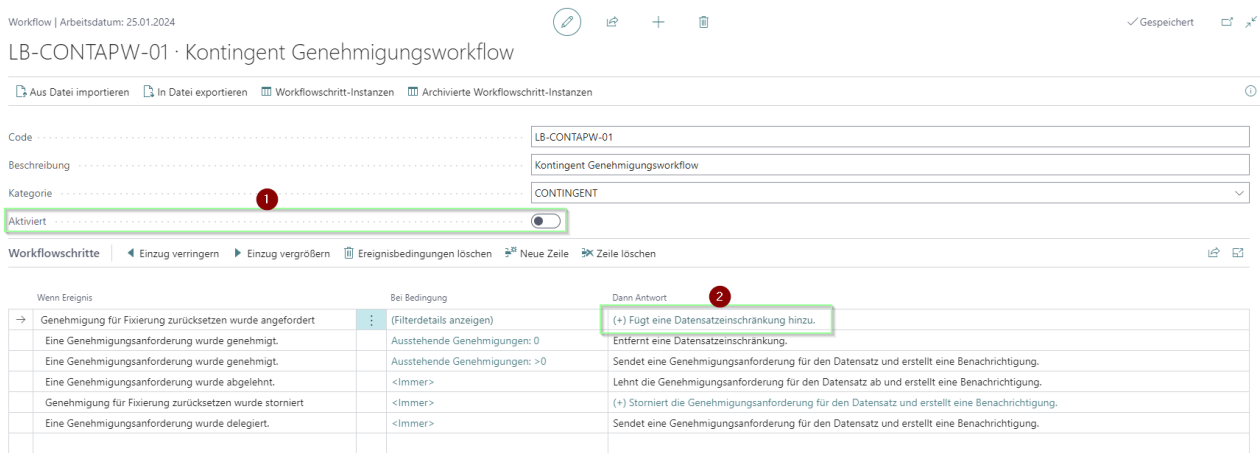 Workflow | Arbeitsdatum: 25.01.2024
Gespeichert
LB-CONTAPW-01 · Kontingent Genehmigungsworkflow
Aus Datei importieren In Datei exportieren Workflowschritt-Instanzen Archivierte Workflowschritt-Instanzen
Code LB-CONTAPW-01
Beschreibung Kontingent Genehmigungsworkflow
Kategorie CONTINGENT
1
Aktiviert
Workflowschritte Einzug verringern Einzug vergrößern Ereignisbedingungen löschen Neue Zeile Zeile löschen
2
Wenn Ereignis Bei Bedingung Dann Antwort
Genehmigung für Fixierung zurücksetzen wurde angefordert (Filterdetails anzeigen) (+) Fügt eine Datensatzeinschränkung hinzu.
Eine Genehmigungsanforderung wurde genehmigt. Ausstehende Genehmigungen: 0 Entfernt eine Datensatzeinschränkung.
Eine Genehmigungsanforderung wurde genehmigt. Ausstehende Genehmigungen: >0 Sendet eine Genehmigungsanforderung für den Datensatz und erstellt eine Benachrichtigung.
Eine Genehmigungsanforderung wurde abgelehnt. <Immer> Lehnt die Genehmigungsanforderung für den Datensatz ab und erstellt eine Benachrichtigung.
Genehmigung für Fixierung zurücksetzen wurde storniert <Immer> (+) Storniert die Genehmigungsanforderung für den Datensatz und erstellt eine Benachrichtigung.
Eine Genehmigungsanforderung wurde delegiert. <Immer> Sendet eine Genehmigungsanforderung für den Datensatz und erstellt eine Benachrichtigung.